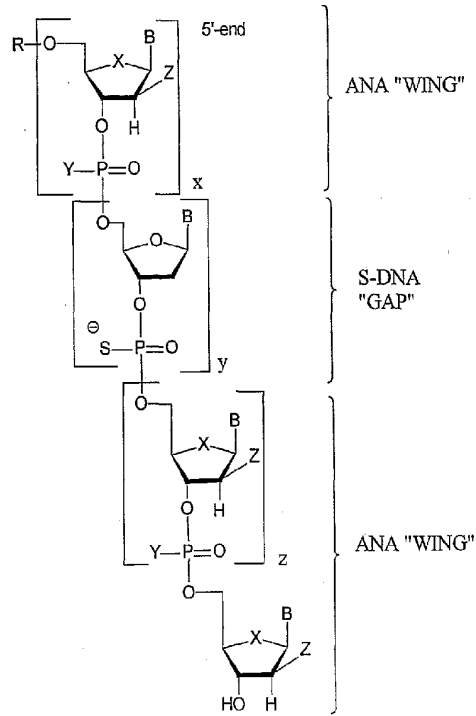 5'-end
R—O
B
X
Z
ANA "WING"
O
H
Y—P=O
x
O
B
O
S-DNA
"GAP"
O
⊖
S—P=O
y
O
B
X
Z
O
H
Y—P=O
z
ANA "WING"
O
B
X
Z
HO
H